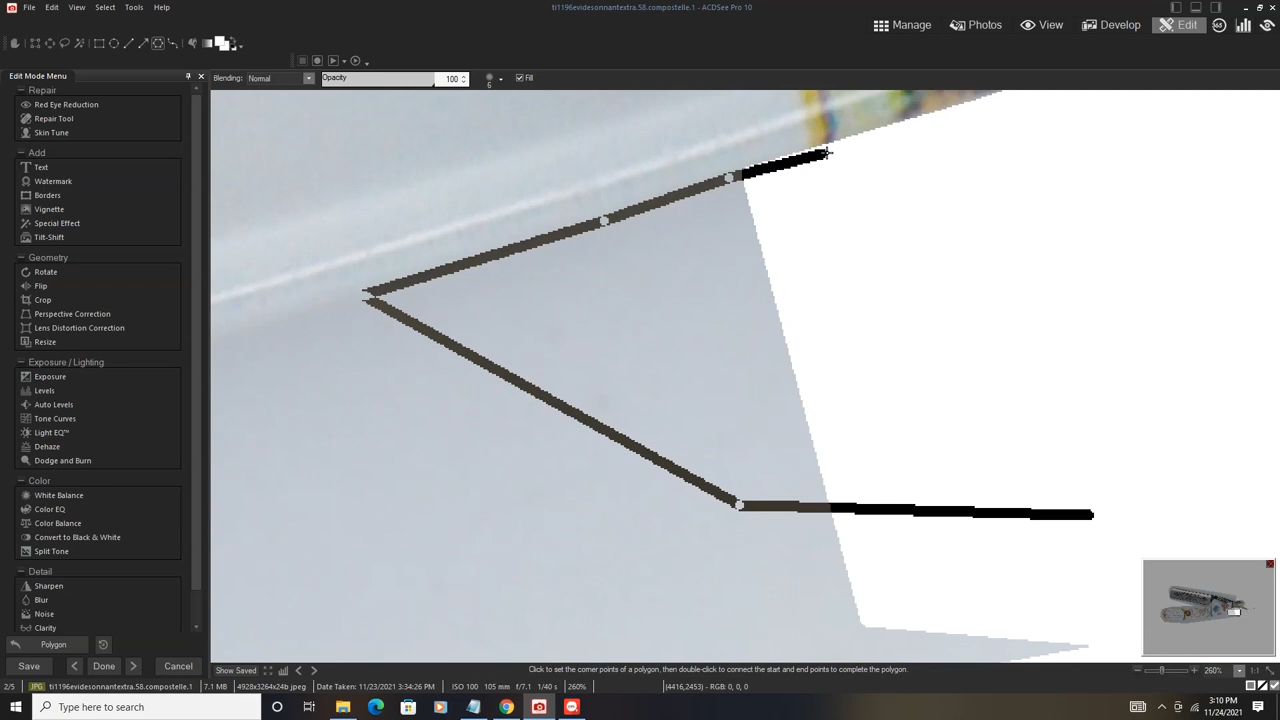 File Edit View Select Tools Help
ti1196evidesonnantextra.58.compostelle.1 - ACDSee Pro 10
Manage Photos View Develop Edit 365
Edit Mode Menu
Blending: Normal Opacity 100 6 Fill
Repair
Red Eye Reduction
Repair Tool
Skin Tune
Add
Text
Watermark
Borders
Vignette
Special Effect
Tilt-Shift
Geometry
Rotate
Flip
Crop
Perspective Correction
Lens Distortion Correction
Resize
Exposure / Lighting
Exposure
Levels
Auto Levels
Tone Curves
Light EQ™
Dehaze
Dodge and Burn
Color
White Balance
Color EQ
Color Balance
Convert to Black & White
Split Tone
Detail
Sharpen
Blur
Noise
Clarity
Polygon
Save Done Cancel
Show Saved
Click to set the corner points of a polygon, then double-click to connect the start and end points to complete the polygon.
260% 1:1
2/5 JPG ti1196evidesonnantextra.58.compostelle.1 7.1 MB 4928x3264x24b jpeg Date Taken: 11/23/2021 3:34:26 PM ISO 100 105 mm f/7.1 1/40 s 260% (4416,2453) - RGB: 0, 0, 0
Type here to search
3:10 PM
11/24/2021